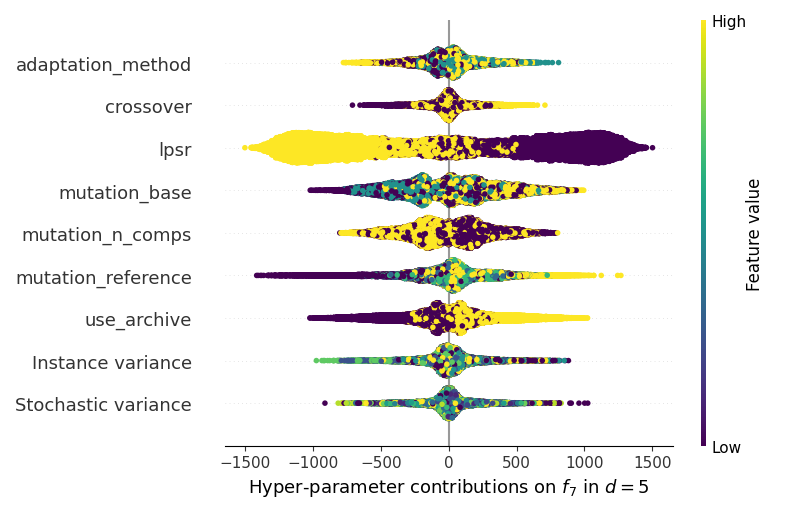 High
adaptation_method
crossover
lpsr
mutation_base
mutation_n_comps
mutation_reference
use_archive
Instance variance
Stochastic variance
Feature value
Low
−1500 −1000 −500 0 500 1000 1500
Hyper-parameter contributions on f₇ in d = 5